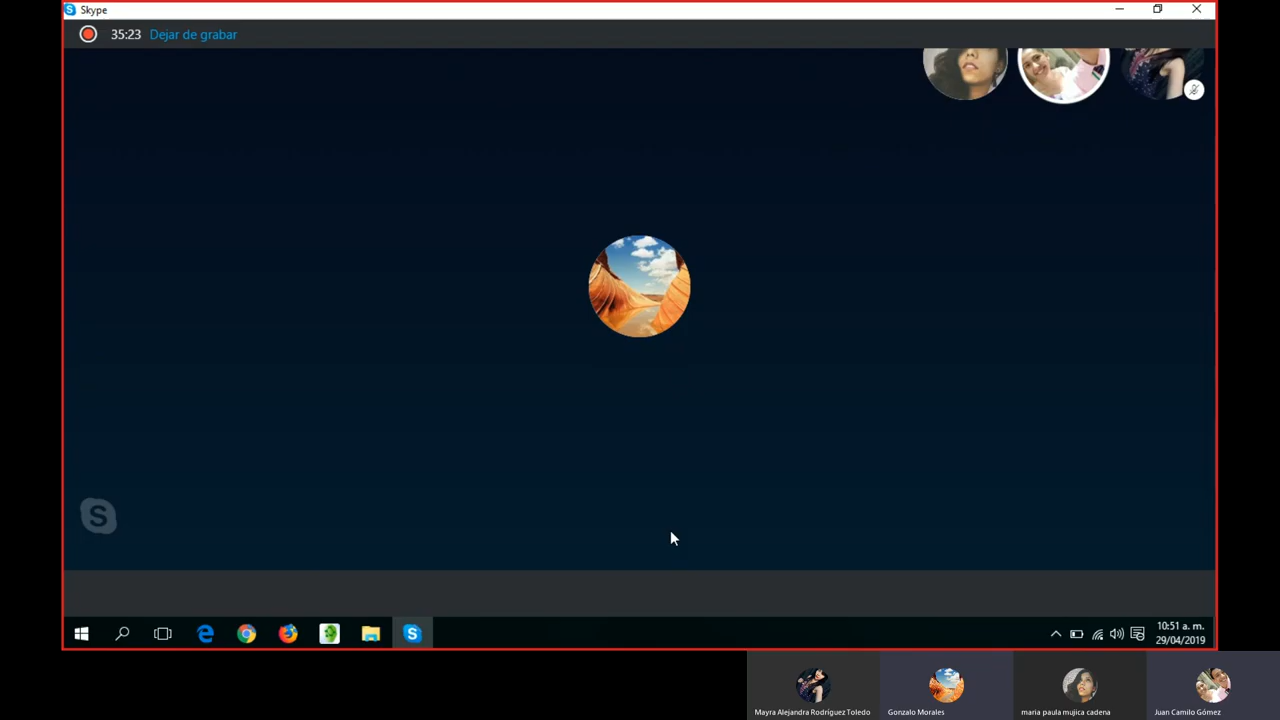 Skype
35:23 Dejar de grabar
S
10:51 a. m.
29/04/2019
Mayra Alejandra Rodríguez Toledo
Gonzalo Morales
maria paula mujica cadena
Juan Camilo Gómez